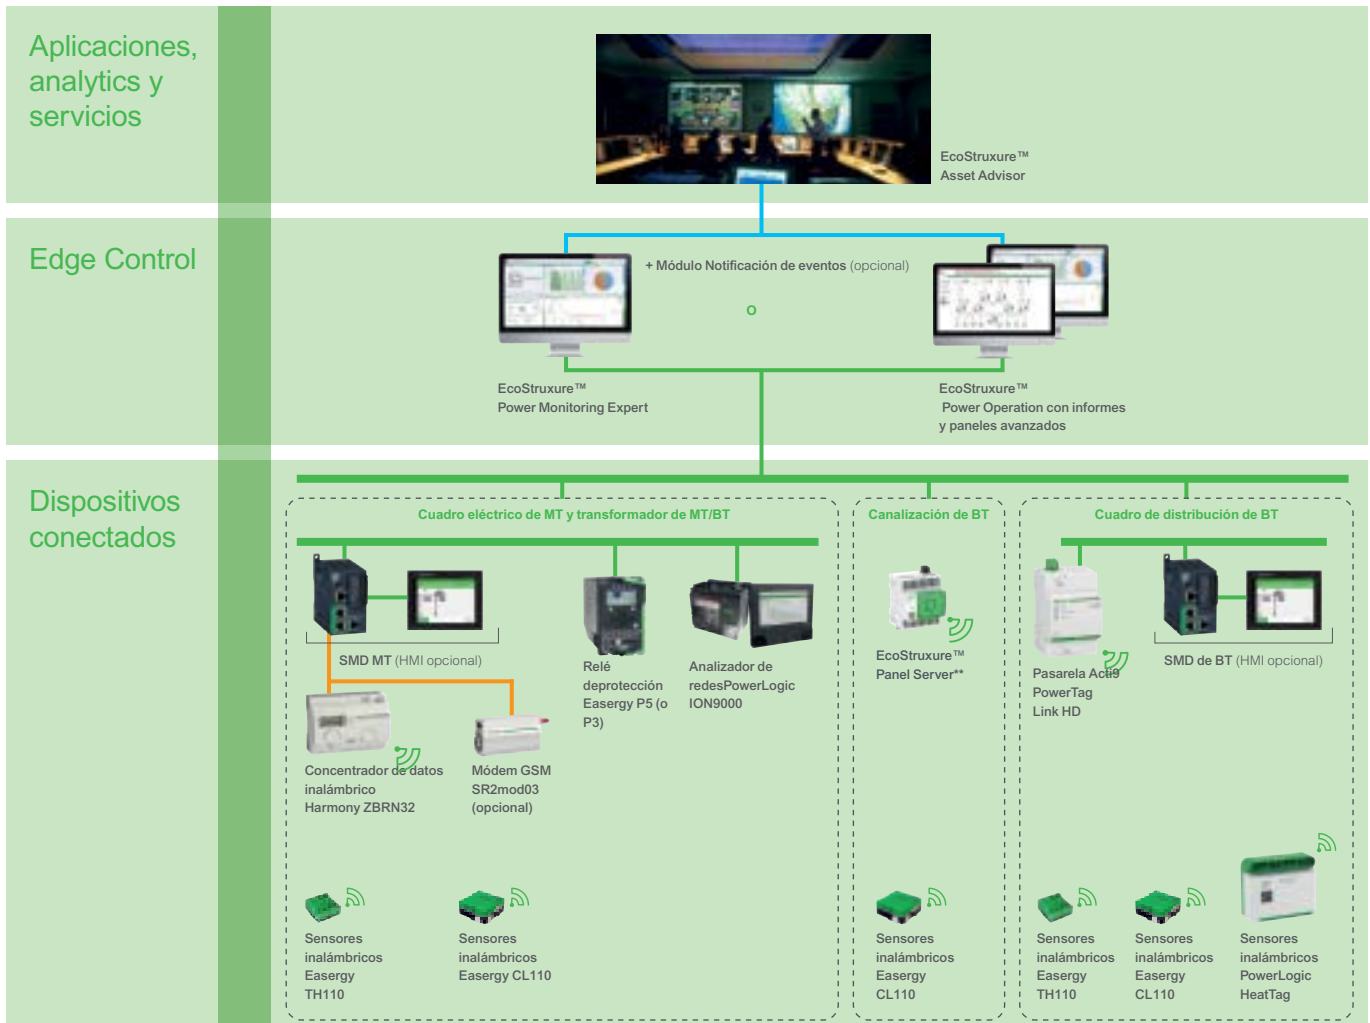 Aplicaciones,
analytics y
servicios
EcoStruxure™
Asset Advisor
Edge Control
+ Módulo Notificación de eventos (opcional)
O
EcoStruxure™
Power Monitoring Expert
EcoStruxure™
Power Operation con informes
y paneles avanzados
Dispositivos
conectados
Cuadro eléctrico de MT y transformador de MT/BT
SMD MT (HMI opcional)
Relé
deprotección
Easergy P5 (o
P3)
Analizador de
redesPowerLogic
ION9000
Concentrador de datos
inalámbrico
Harmony ZBRN32
Módem GSM
SR2mod03
(opcional)
Sensores
inalámbricos
Easergy
TH110
Sensores
inalámbricos
Easergy CL110
Canalización de BT
EcoStruxure™
Panel Server**
Sensores
inalámbricos
Easergy
CL110
Cuadro de distribución de BT
Pasarela Acti9
PowerTag
Link HD
SMD de BT (HMI opcional)
Sensores
inalámbricos
Easergy
TH110
Sensores
inalámbricos
Easergy
CL110
Sensores
inalámbricos
PowerLogic
HeatTag